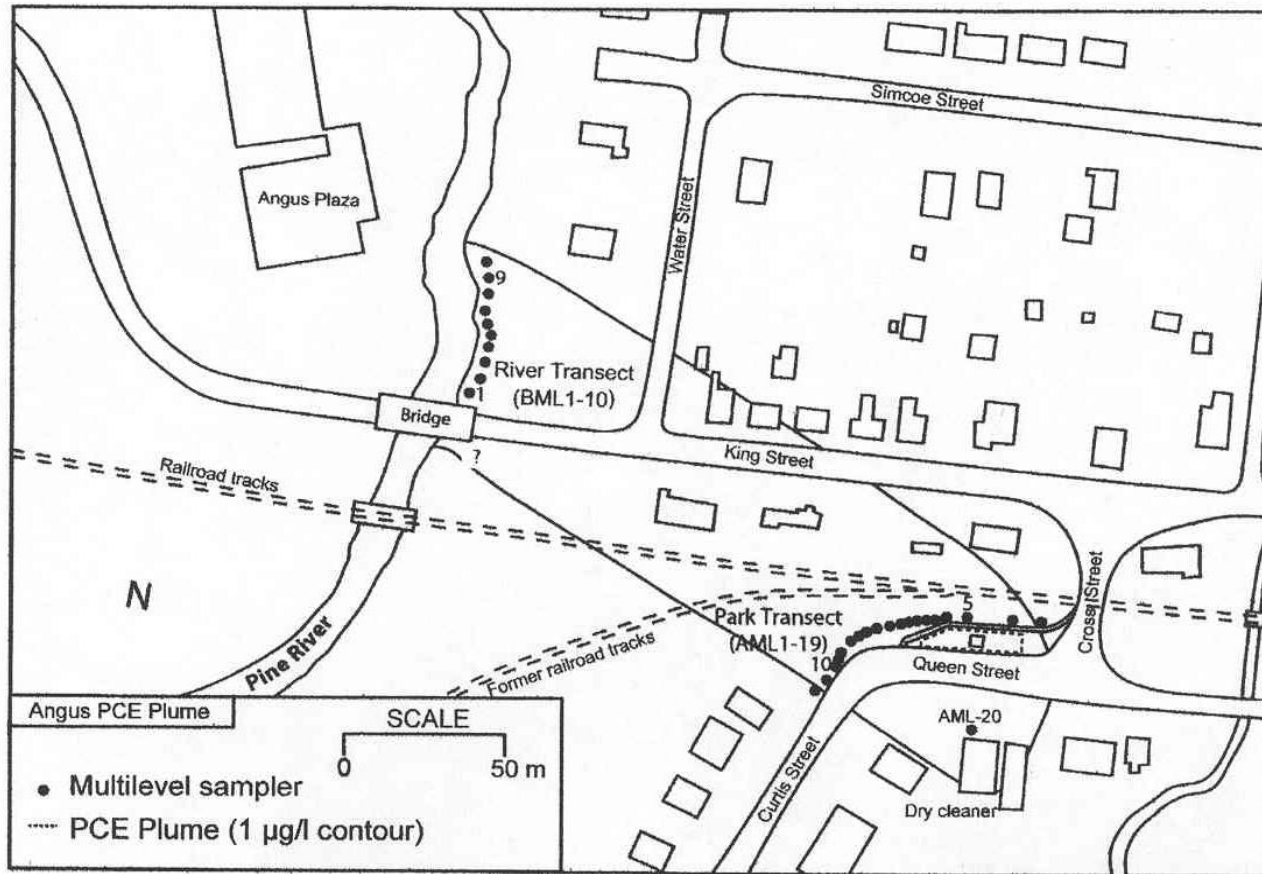 Simcoe Street
Angus Plaza
Water Street
9
River Transect
(BML1-10)
1
Bridge
King Street
?
Railroad tracks
N
Pine River
Park Transect
(AML1-19)
5
10
Cross Street
Queen Street
Former railroad tracks
AML-20
Curtis Street
Dry cleaner
Angus PCE Plume
SCALE
0 50 m
Multilevel sampler
PCE Plume (1 µg/l contour)